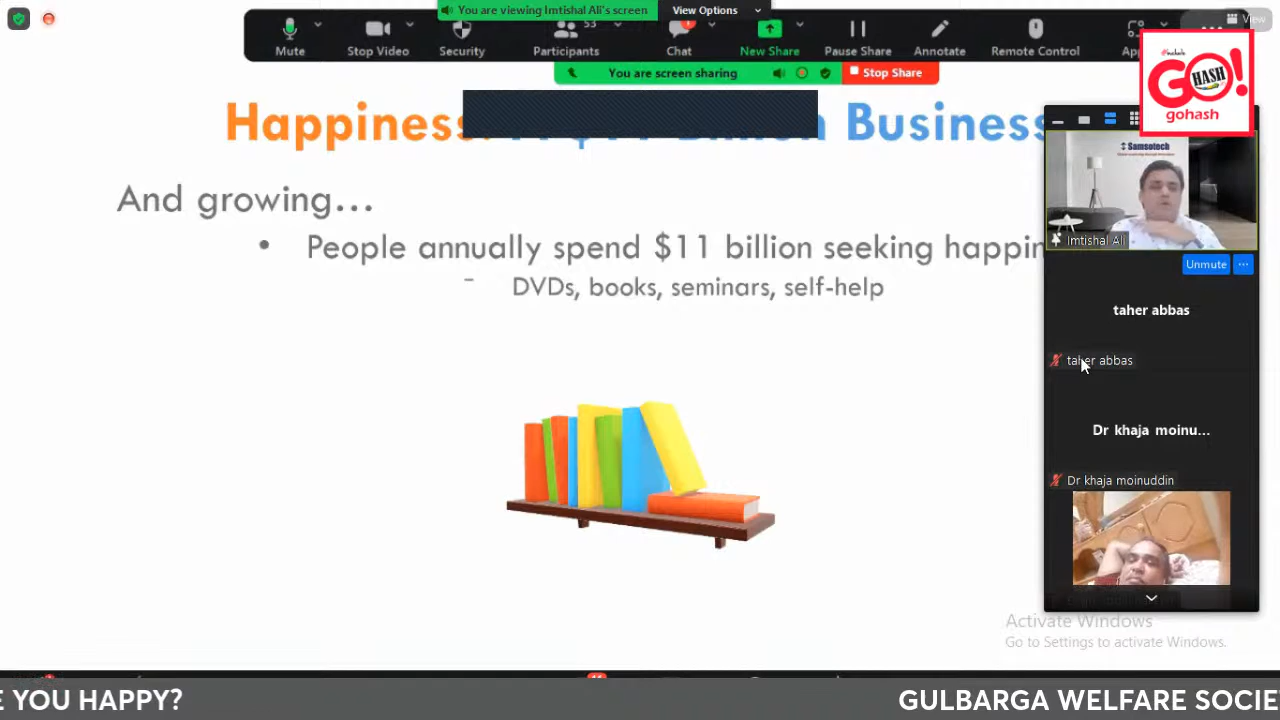 You are viewing Imtishal Ali's screen
View Options
View
Mute
Stop Video
Security
53
Participants
Chat
New Share
Pause Share
Annotate
Remote Control
You are screen sharing
Stop Share
GO!
HASH
gohash
Happiness: A $11 Billion Business
And growing…
• People annually spend $11 billion seeking happin
– DVDs, books, seminars, self-help
Samsotech
Imtishal Ali
Unmute
taher abbas
taher abbas
Dr khaja moinu...
Dr khaja moinuddin
Activate Windows
Go to Settings to activate Windows.
E YOU HAPPY?
GULBARGA WELFARE SOCIE